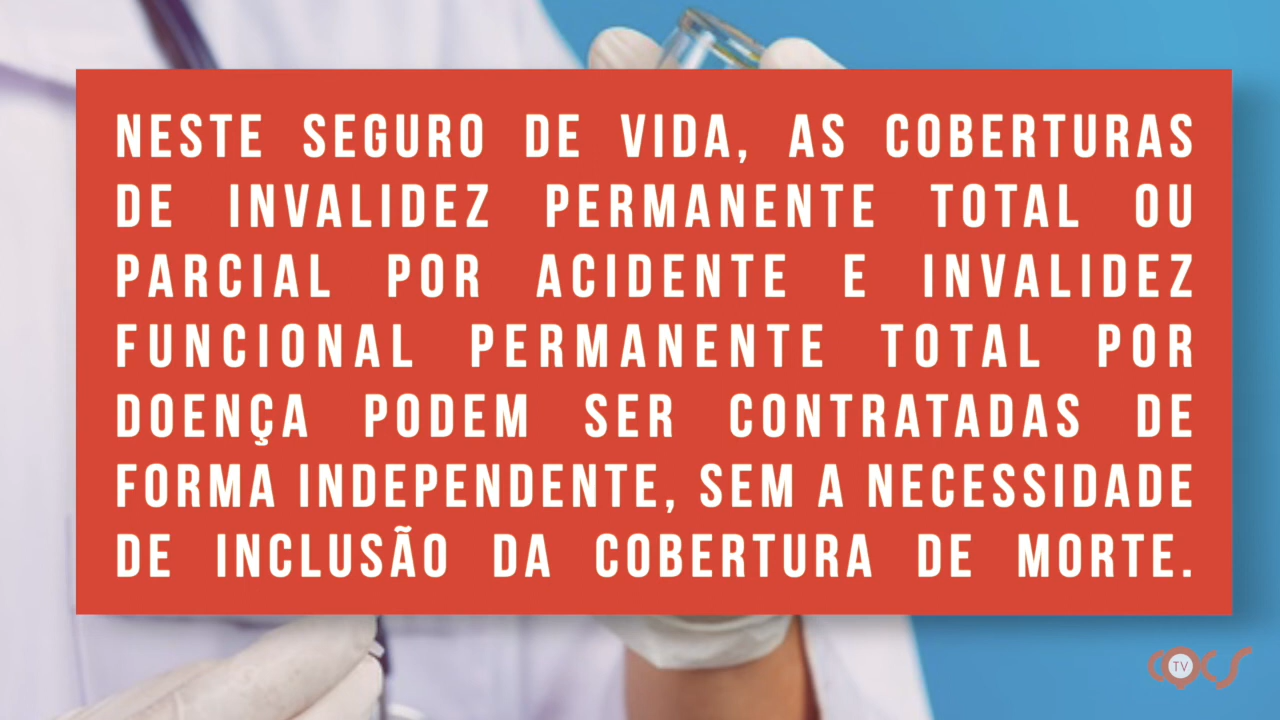 NESTE SEGURO DE VIDA, AS COBERTURAS
DE INVALIDEZ PERMANENTE TOTAL OU
PARCIAL POR ACIDENTE E INVALIDEZ
FUNCIONAL PERMANENTE TOTAL POR
DOENÇA PODEM SER CONTRATADAS DE
FORMA INDEPENDENTE, SEM A NECESSIDADE
DE INCLUSÃO DA COBERTURA DE MORTE.
CQCS
TV